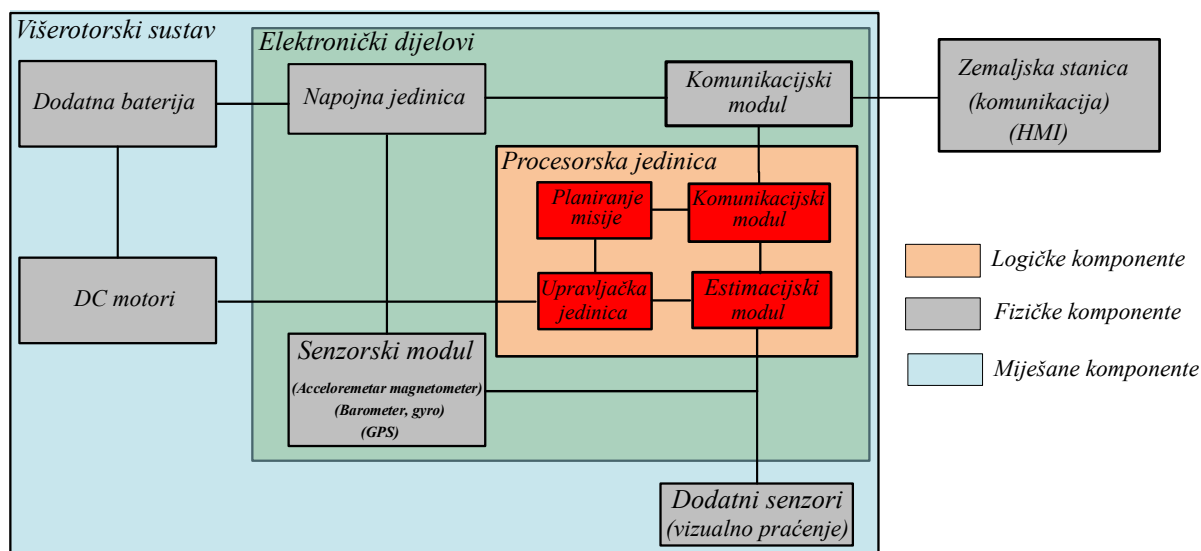 Višerotorski sustav
Elektronički dijelovi
Dodatna baterija
Napojna jedinica
Komunikacijski
modul
Zemaljska stanica
(komunikacija)
(HMI)
Procesorska jedinica
Planiranje
misije
Komunikacijski
modul
DC motori
Upravljačka
jedinica
Estimacijski
modul
Senzorski modul
(Acceloremetar magnetometer)
(Barometer, gyro)
(GPS)
Dodatni senzori
(vizualno praćenje)
Logičke komponente
Fizičke komponente
Miješane komponente